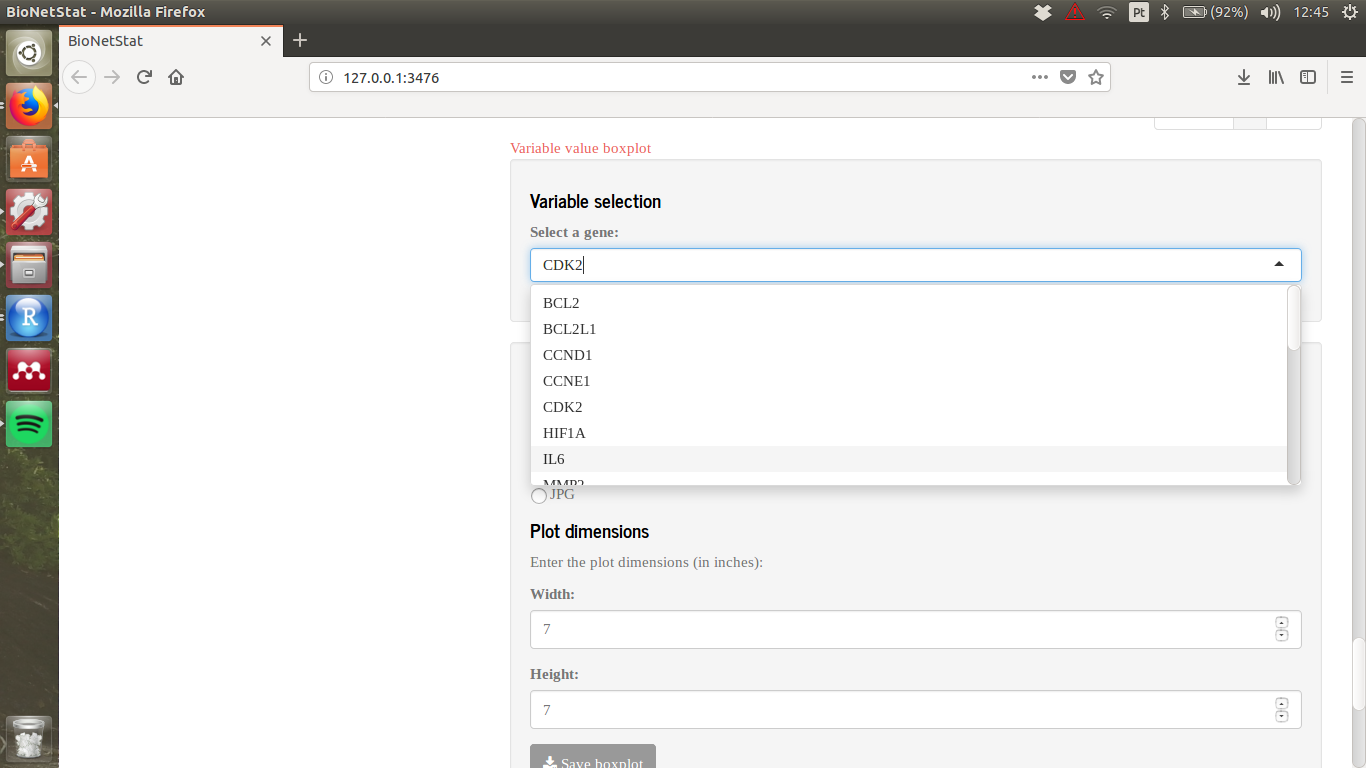 BioNetStat - Mozilla Firefox
Pt
(92%)
12:45
BioNetStat
127.0.0.1:3476
Variable value boxplot
Variable selection
Select a gene:
CDK2
BCL2
BCL2L1
CCND1
CCNE1
CDK2
HIF1A
IL6
MMP2
JPG
Plot dimensions
Enter the plot dimensions (in inches):
Width:
7
Height:
7
Save boxplot
R